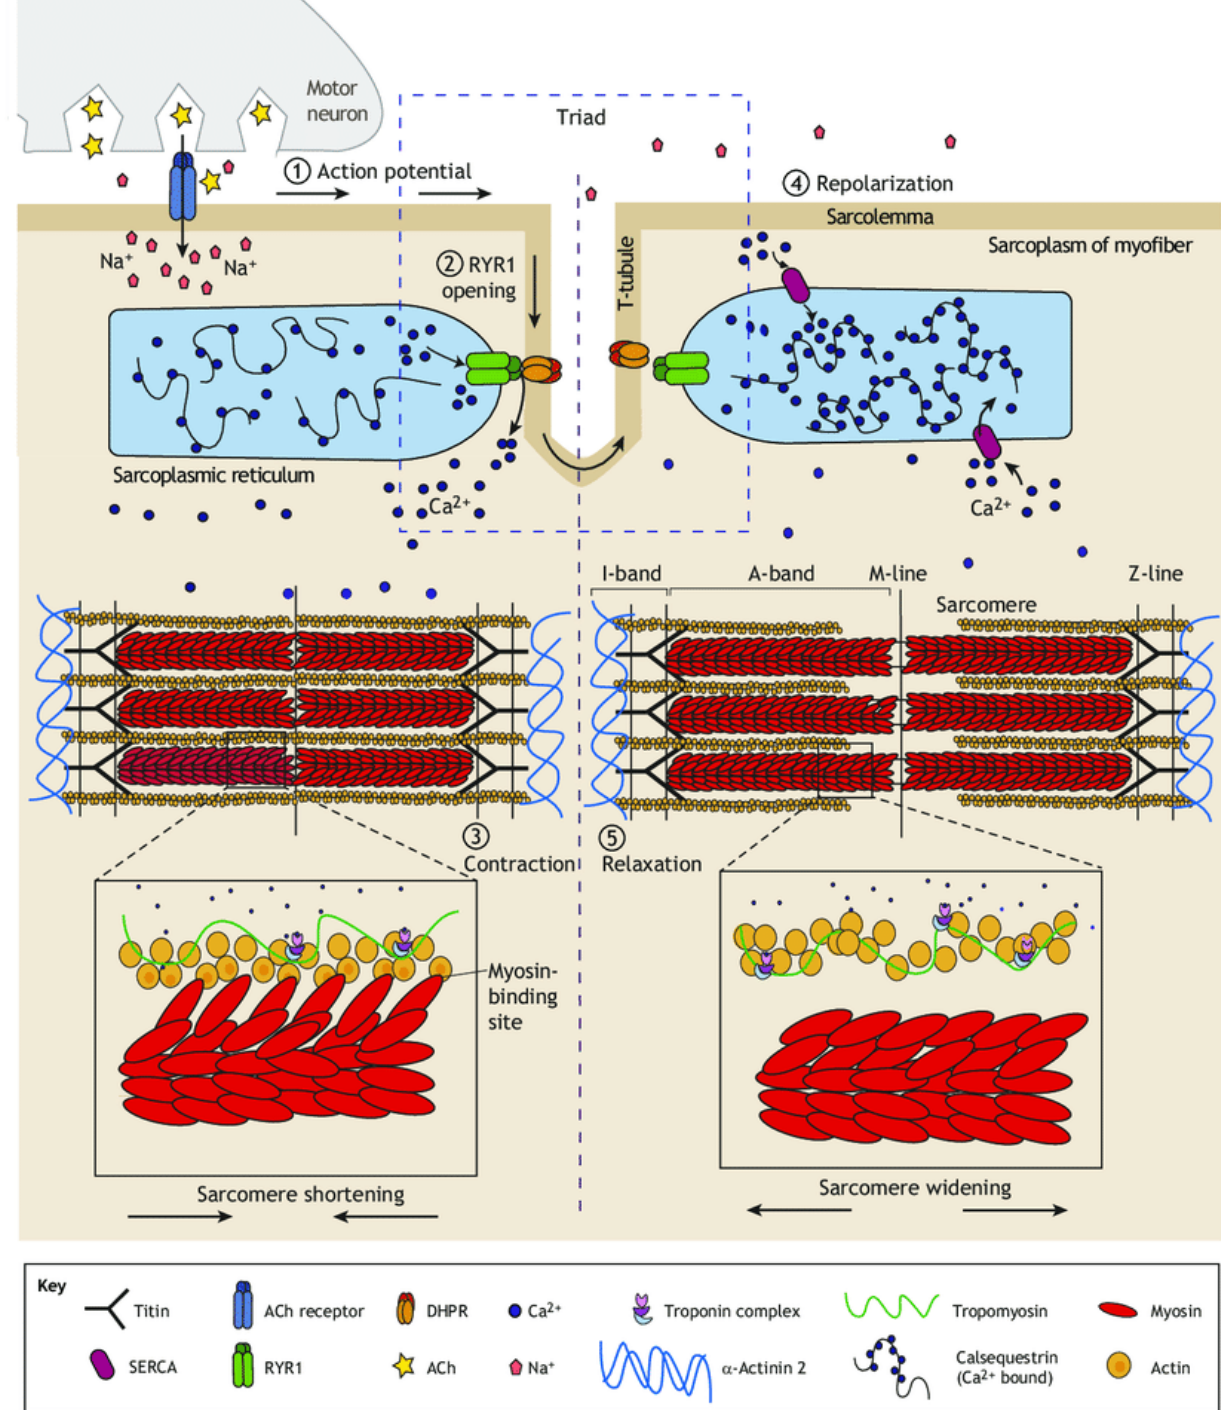 Motor
neuron
Triad
① Action potential
④ Repolarization
Sarcolemma
Sarcoplasm of myofiber
Na⁺
Na⁺
② RYR1
opening
T-tubule
Sarcoplasmic reticulum
Ca²⁺
Ca²⁺
I-band
A-band
M-line
Z-line
Sarcomere
③
Contraction
⑤
Relaxation
Myosin-
binding
site
Sarcomere shortening
Sarcomere widening
Key
Titin
ACh receptor
DHPR
Ca²⁺
Troponin complex
Tropomyosin
Myosin
SERCA
RYR1
ACh
Na⁺
α-Actinin 2
Calsequestrin
(Ca²⁺ bound)
Actin